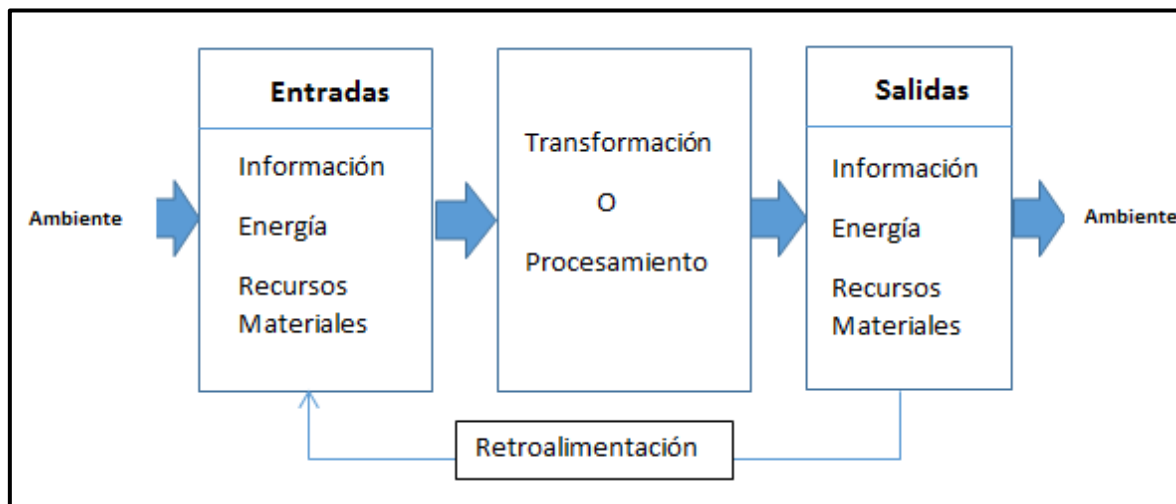 Ambiente
Entradas
Información
Energía
Recursos
Materiales
Transformación
O
Procesamiento
Salidas
Información
Energía
Recursos
Materiales
Ambiente
Retroalimentación